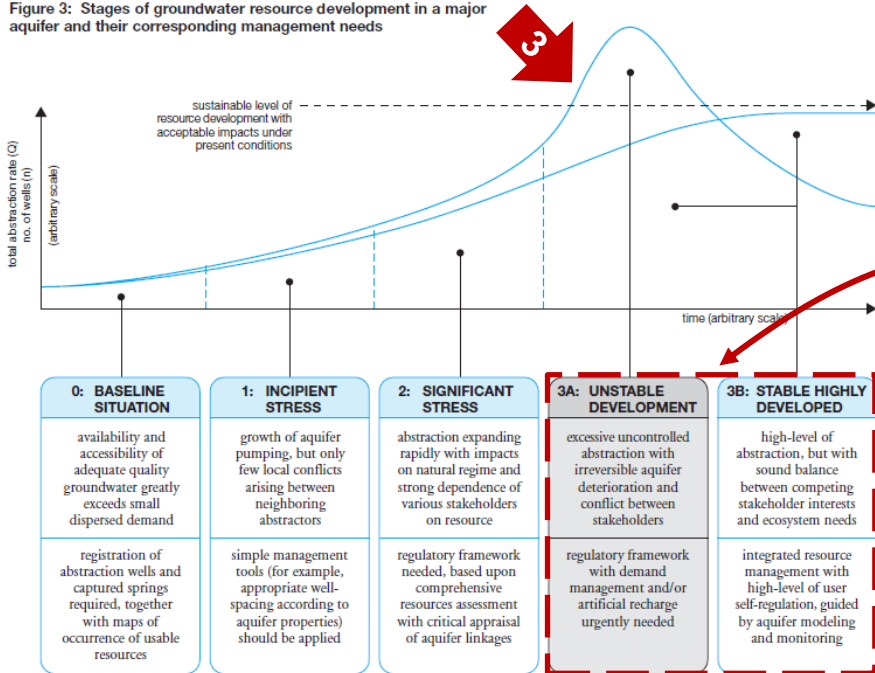 Figure 3: Stages of groundwater resource development in a major
aquifer and their corresponding management needs
3
sustainable level of
resource development with
acceptable impacts under
present conditions
total abstraction rate (Q)
no. of wells (n)
(arbitrary scale)
time (arbitrary scale)
0: BASELINE
SITUATION
availability and
accessibility of
adequate quality
groundwater greatly
exceeds small
dispersed demand
registration of
abstraction wells and
captured springs
required, together
with maps of
occurrence of usable
resources
1: INCIPIENT
STRESS
growth of aquifer
pumping, but only
few local conflicts
arising between
neighboring
abstractors
simple management
tools (for example,
appropriate well-
spacing according to
aquifer properties)
should be applied
2: SIGNIFICANT
STRESS
abstraction expanding
rapidly with impacts
on natural regime and
strong dependence of
various stakeholders
on resource
regulatory framework
needed, based upon
comprehensive
resources assessment
with critical appraisal
of aquifer linkages
3A: UNSTABLE
DEVELOPMENT
excessive uncontrolled
abstraction with
irreversible aquifer
deterioration and
conflict between
stakeholders
regulatory framework
with demand
management and/or
artificial recharge
urgently needed
3B: STABLE HIGHLY
DEVELOPED
high-level of
abstraction, but with
sound balance
between competing
stakeholder interests
and ecosystem needs
integrated resource
management with
high-level of user
self-regulation, guided
by aquifer modeling
and monitoring